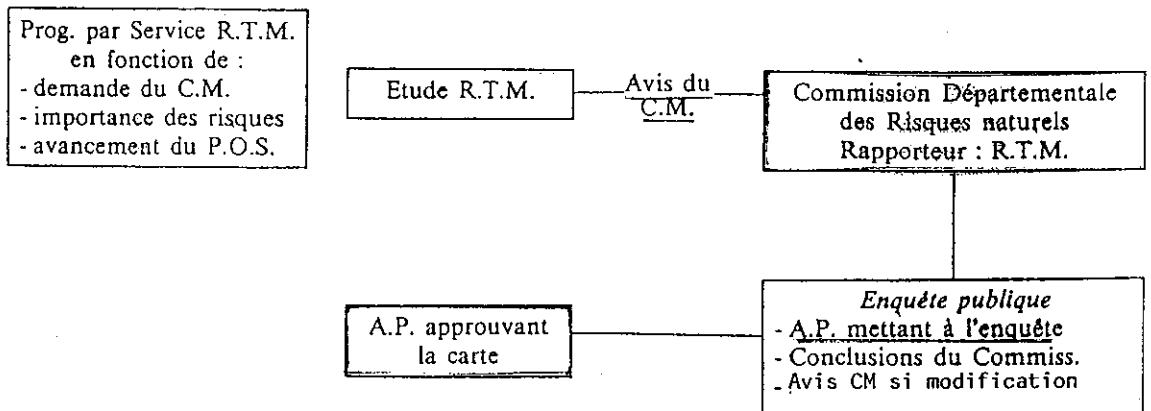 Prog. par Service R.T.M.
en fonction de :
- demande du C.M.
- importance des risques
- avancement du P.O.S.
Etude R.T.M.
Avis du
C.M.
Commission Départementale
des Risques naturels
Rapporteur : R.T.M.
Enquête publique
- A.P. mettant à l'enquête
- Conclusions du Commiss.
- Avis CM si modification
A.P. approuvant
la carte